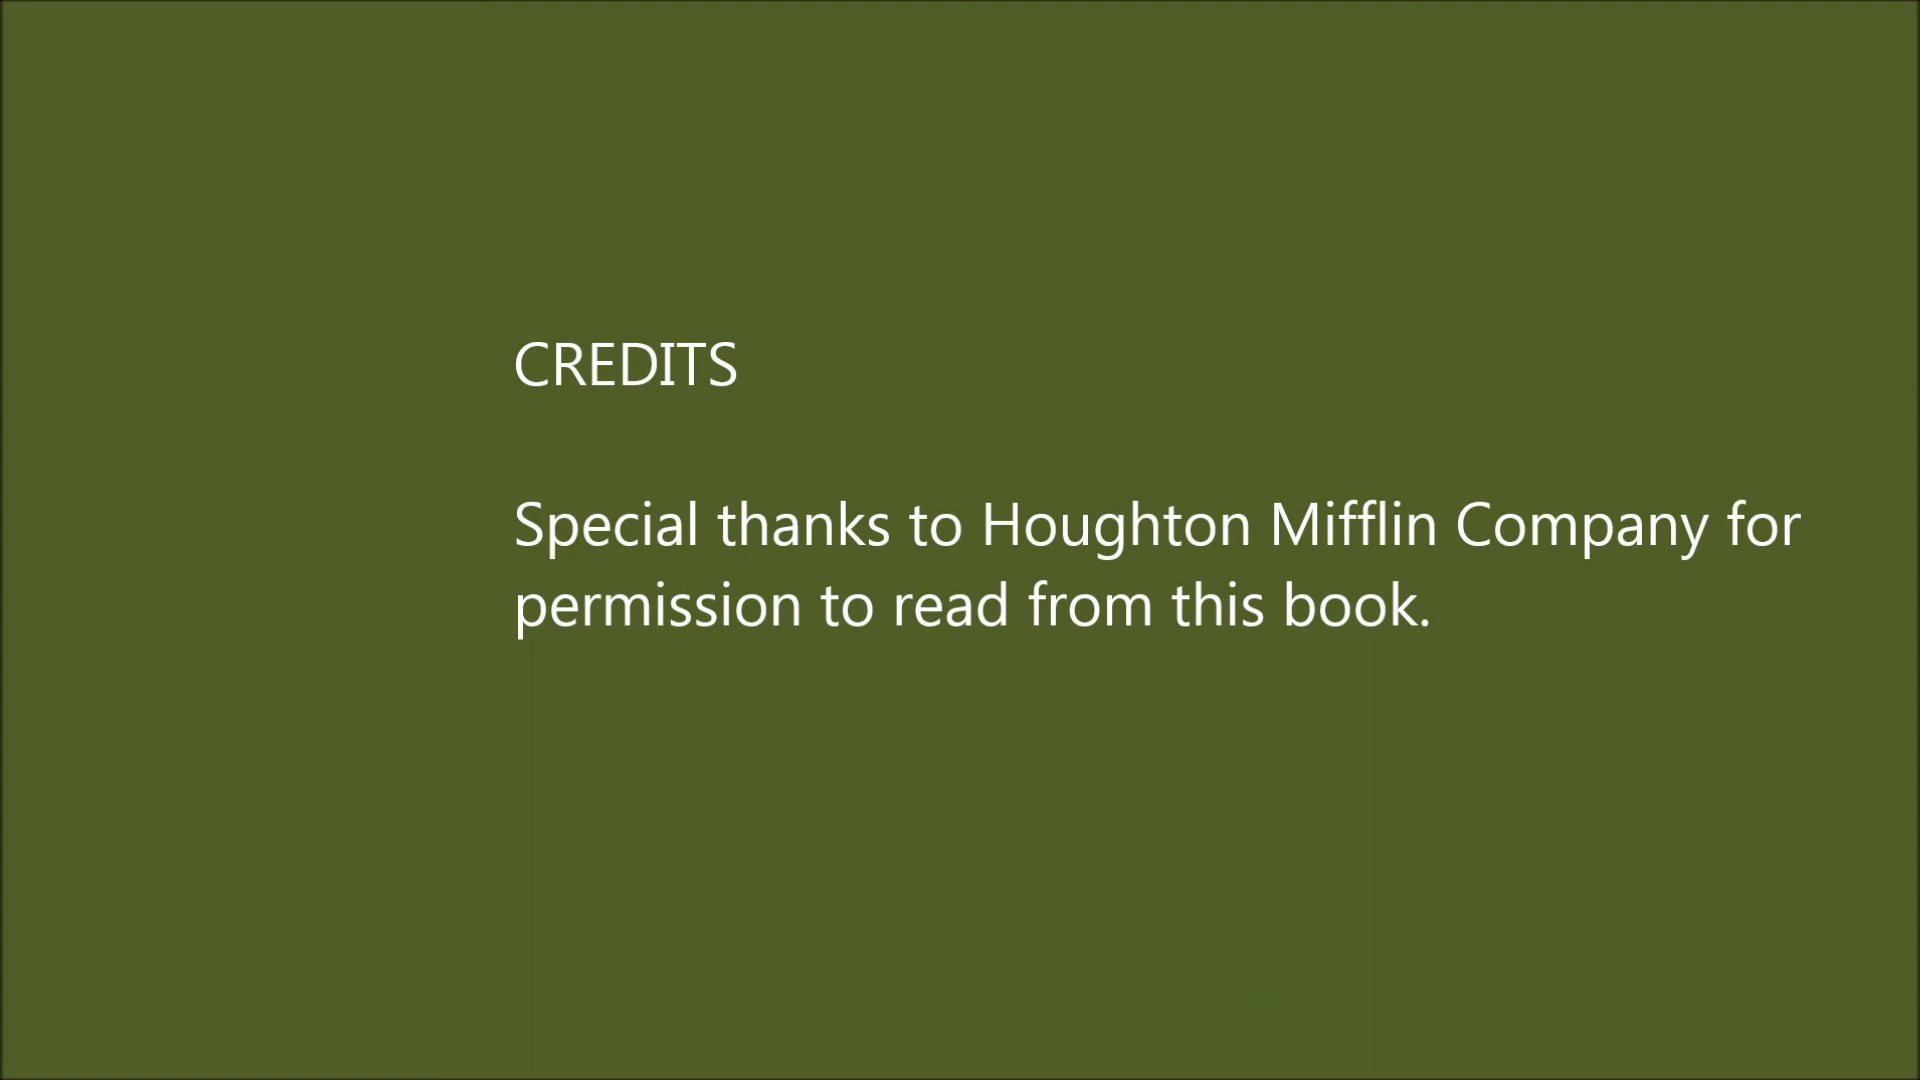 CREDITS
Special thanks to Houghton Mifflin Company for
permission to read from this book.